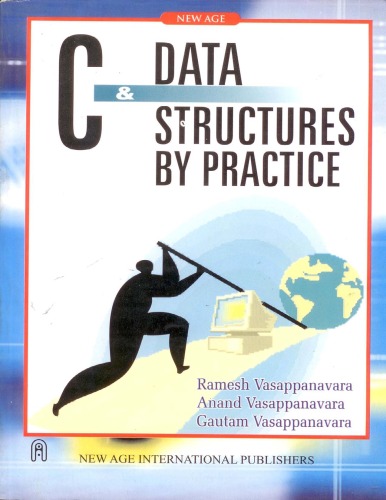 NEW AGE
C & DATA
STRUCTURES
BY PRACTICE
Ramesh Vasappanavara
Anand Vasappanavara
Gautam Vasappanavara
NEW AGE INTERNATIONAL PUBLISHERS